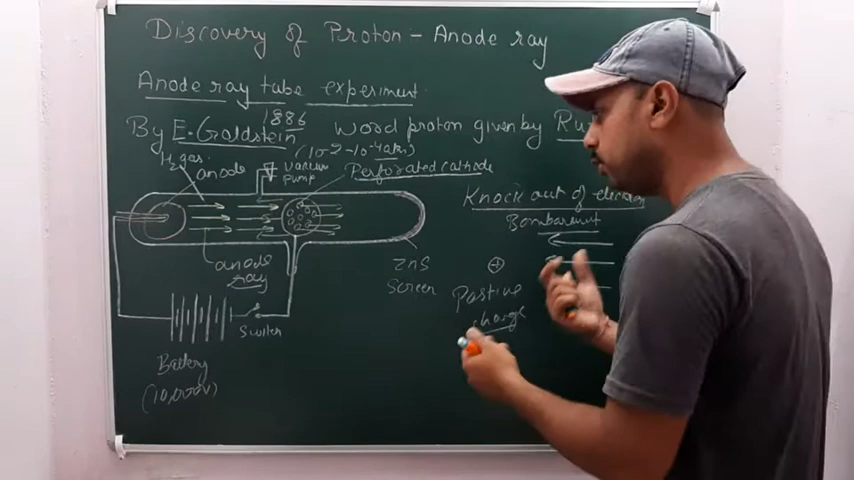 Discovery of Proton - Anode ray
Anode ray tube experiment
1886
By E. Goldstein word proton given by Ru
H2 gas
anode
Vacuum
Pump
(10-2-10-4 atm)
Perforated cathode
Knock out of electron
Bombarment
anode
ray
ZnS
Screen
+
Positive
charge
Switch
Battery
(10,000V)